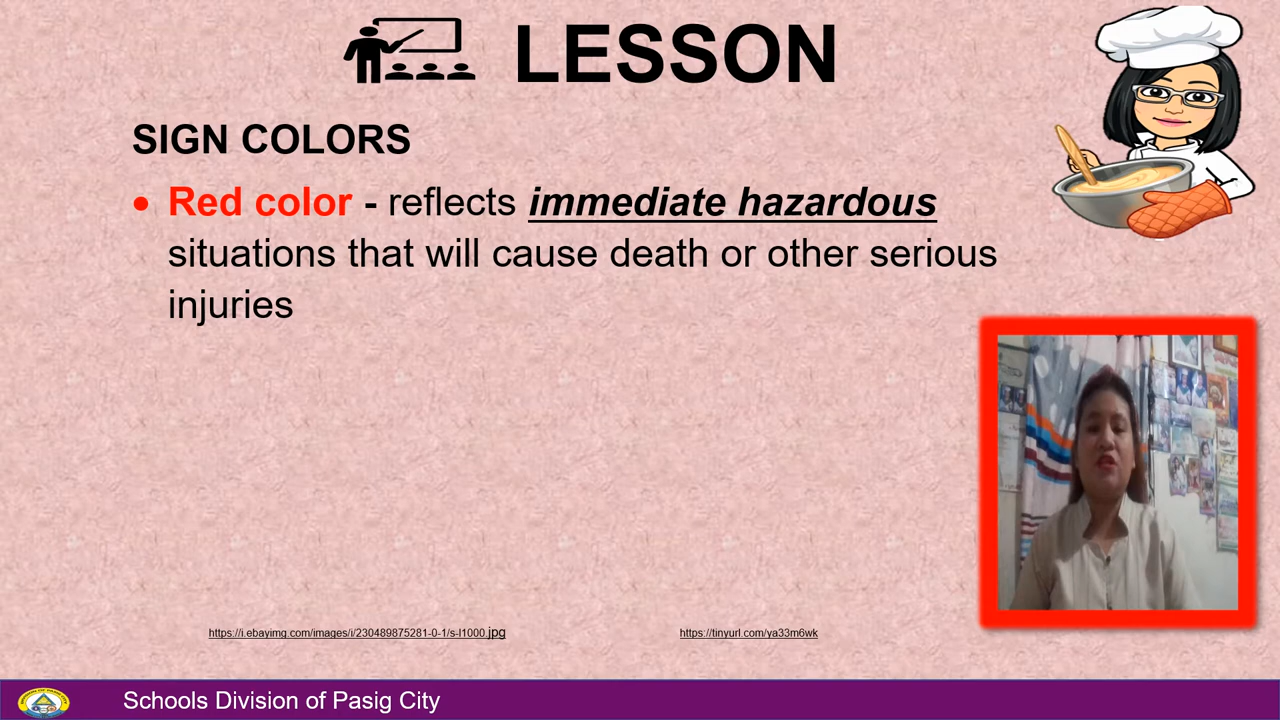 LESSON
SIGN COLORS
• Red color - reflects immediate hazardous
situations that will cause death or other serious
injuries
https://i.ebayimg.com/images/i/230489875281-0-1/s-l1000.jpg
https://tinyurl.com/ya33m6wk
Schools Division of Pasig City